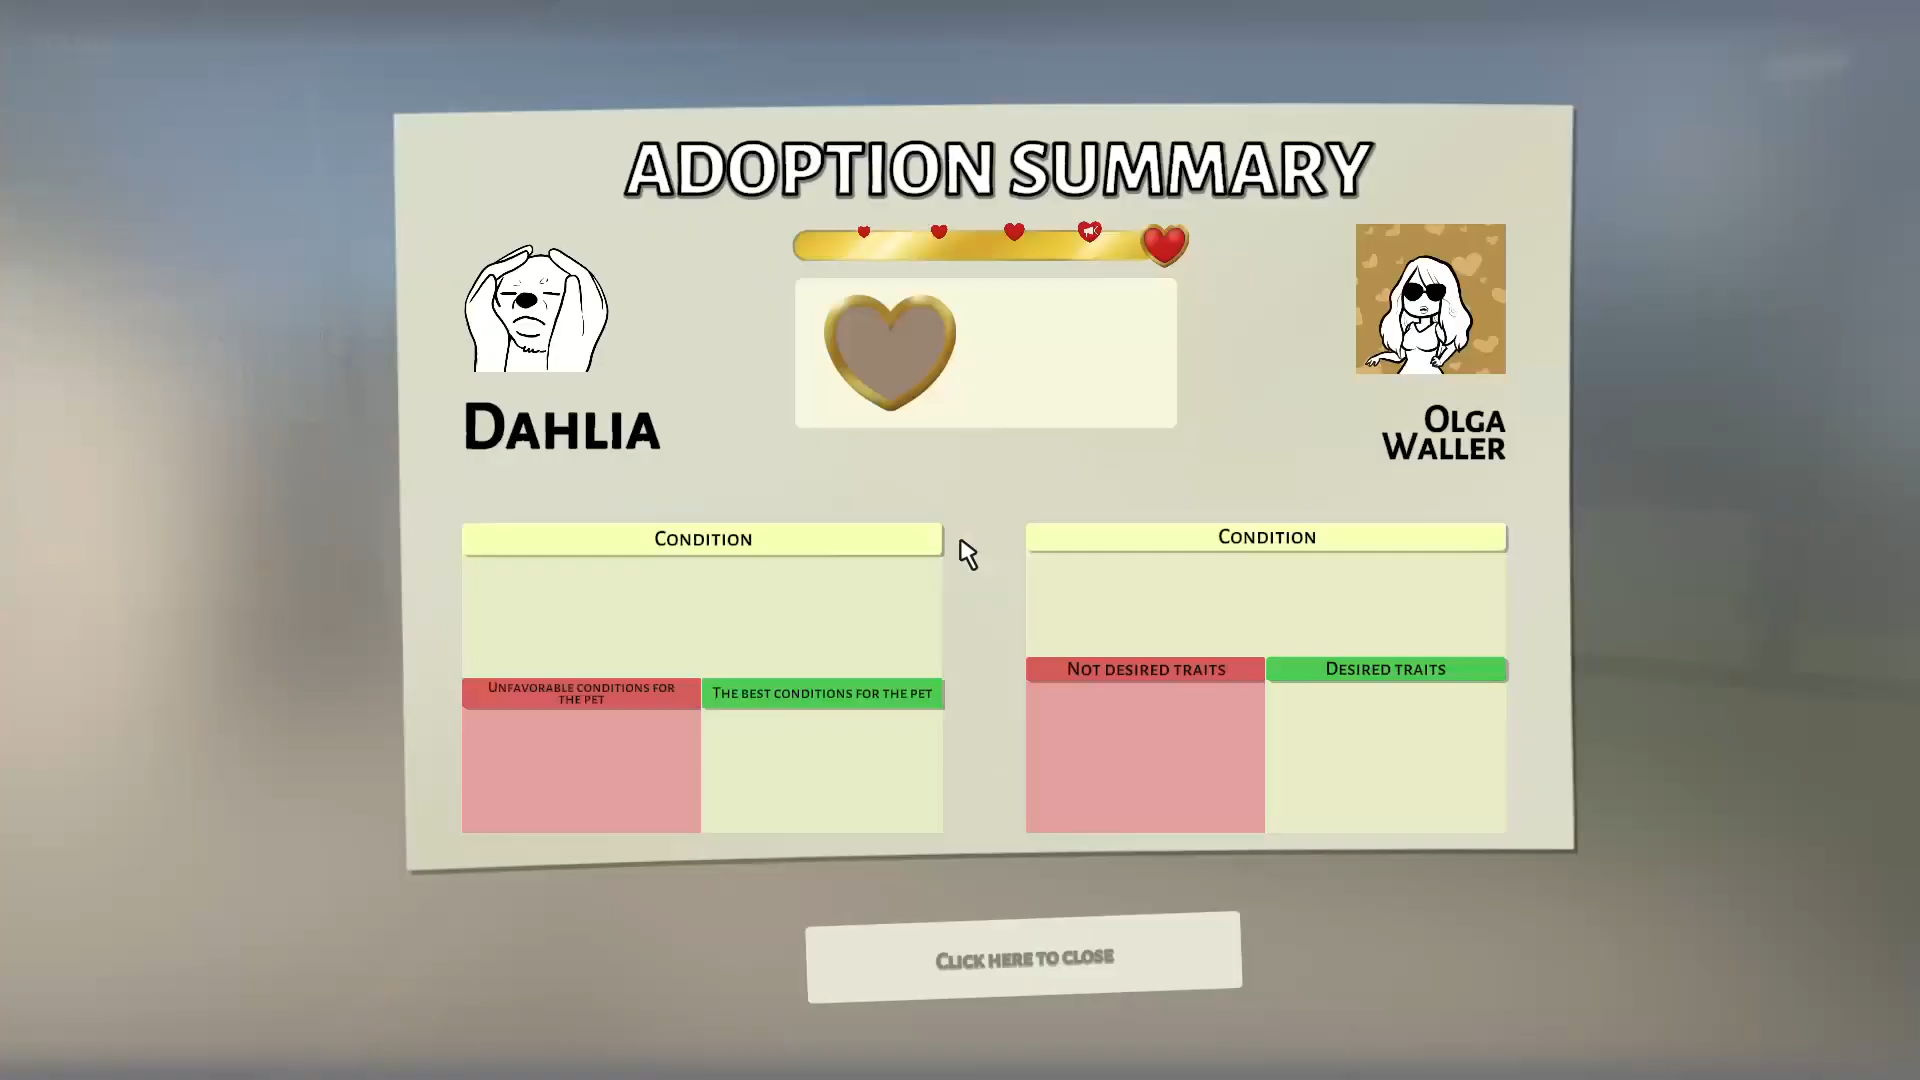 ADOPTION SUMMARY
DAHLIA
OLGA
WALLER
CONDITION
UNFAVORABLE CONDITIONS FOR
THE PET
THE BEST CONDITIONS FOR THE PET
CONDITION
NOT DESIRED TRAITS
DESIRED TRAITS
CLICK HERE TO CLOSE